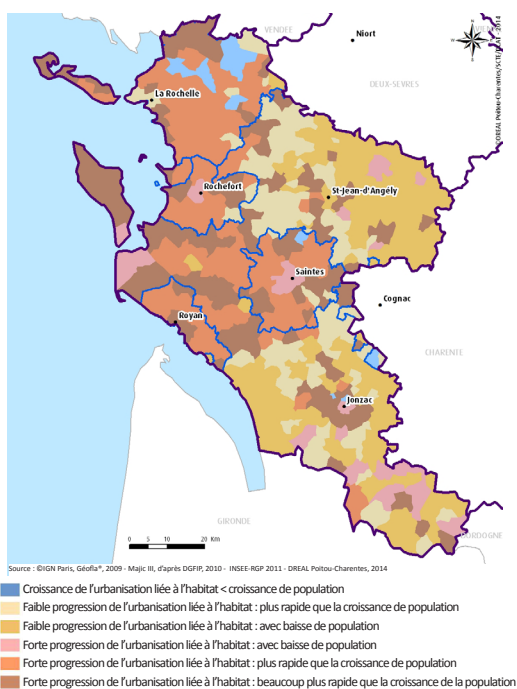 VENDEE
Niort
©OREAL Poitou-Charentes/SCTE/DCAT - 2014
DEUX-SEVRES
La Rochelle
Rochefort
St-Jean-d'Angély
Saintes
Cognac
Royan
CHARENTE
Jonzac
GIRONDE
DORDOGNE
0 5 10 20 Km
Source : ©IGN Paris, Géofla®, 2009 - Majic III, d'après DGFIP, 2010 - INSEE-RGP 2011 - DREAL Poitou-Charentes, 2014
Croissance de l'urbanisation liée à l'habitat < croissance de population
Faible progression de l'urbanisation liée à l'habitat : plus rapide que la croissance de population
Faible progression de l'urbanisation liée à l'habitat : avec baisse de population
Forte progression de l'urbanisation liée à l'habitat : avec baisse de population
Forte progression de l'urbanisation liée à l'habitat : plus rapide que la croissance de population
Forte progression de l'urbanisation liée à l'habitat : beaucoup plus rapide que la croissance de la population